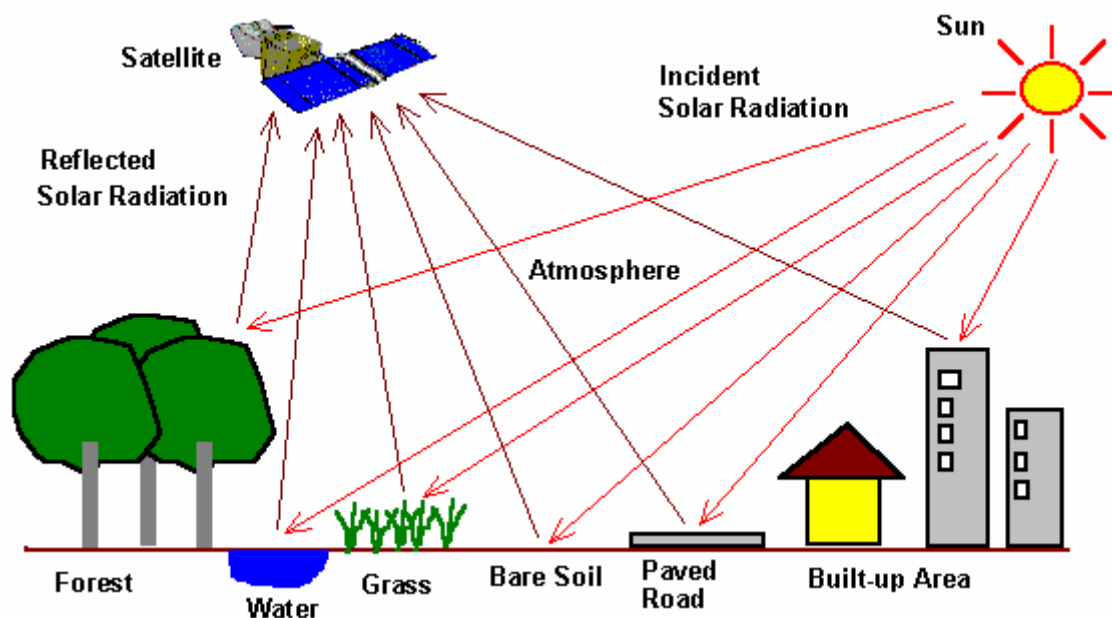 Sun
Satellite
Incident
Solar Radiation
Reflected
Solar Radiation
Atmosphere
Forest
Water
Grass
Bare Soil
Paved
Road
Built-up Area